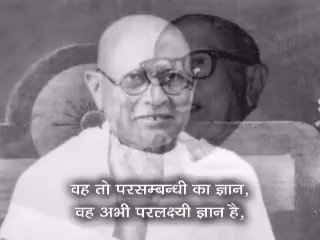 वह तो परसम्बन्धी का ज्ञान,
वह अभी परलक्ष्यी ज्ञान है,